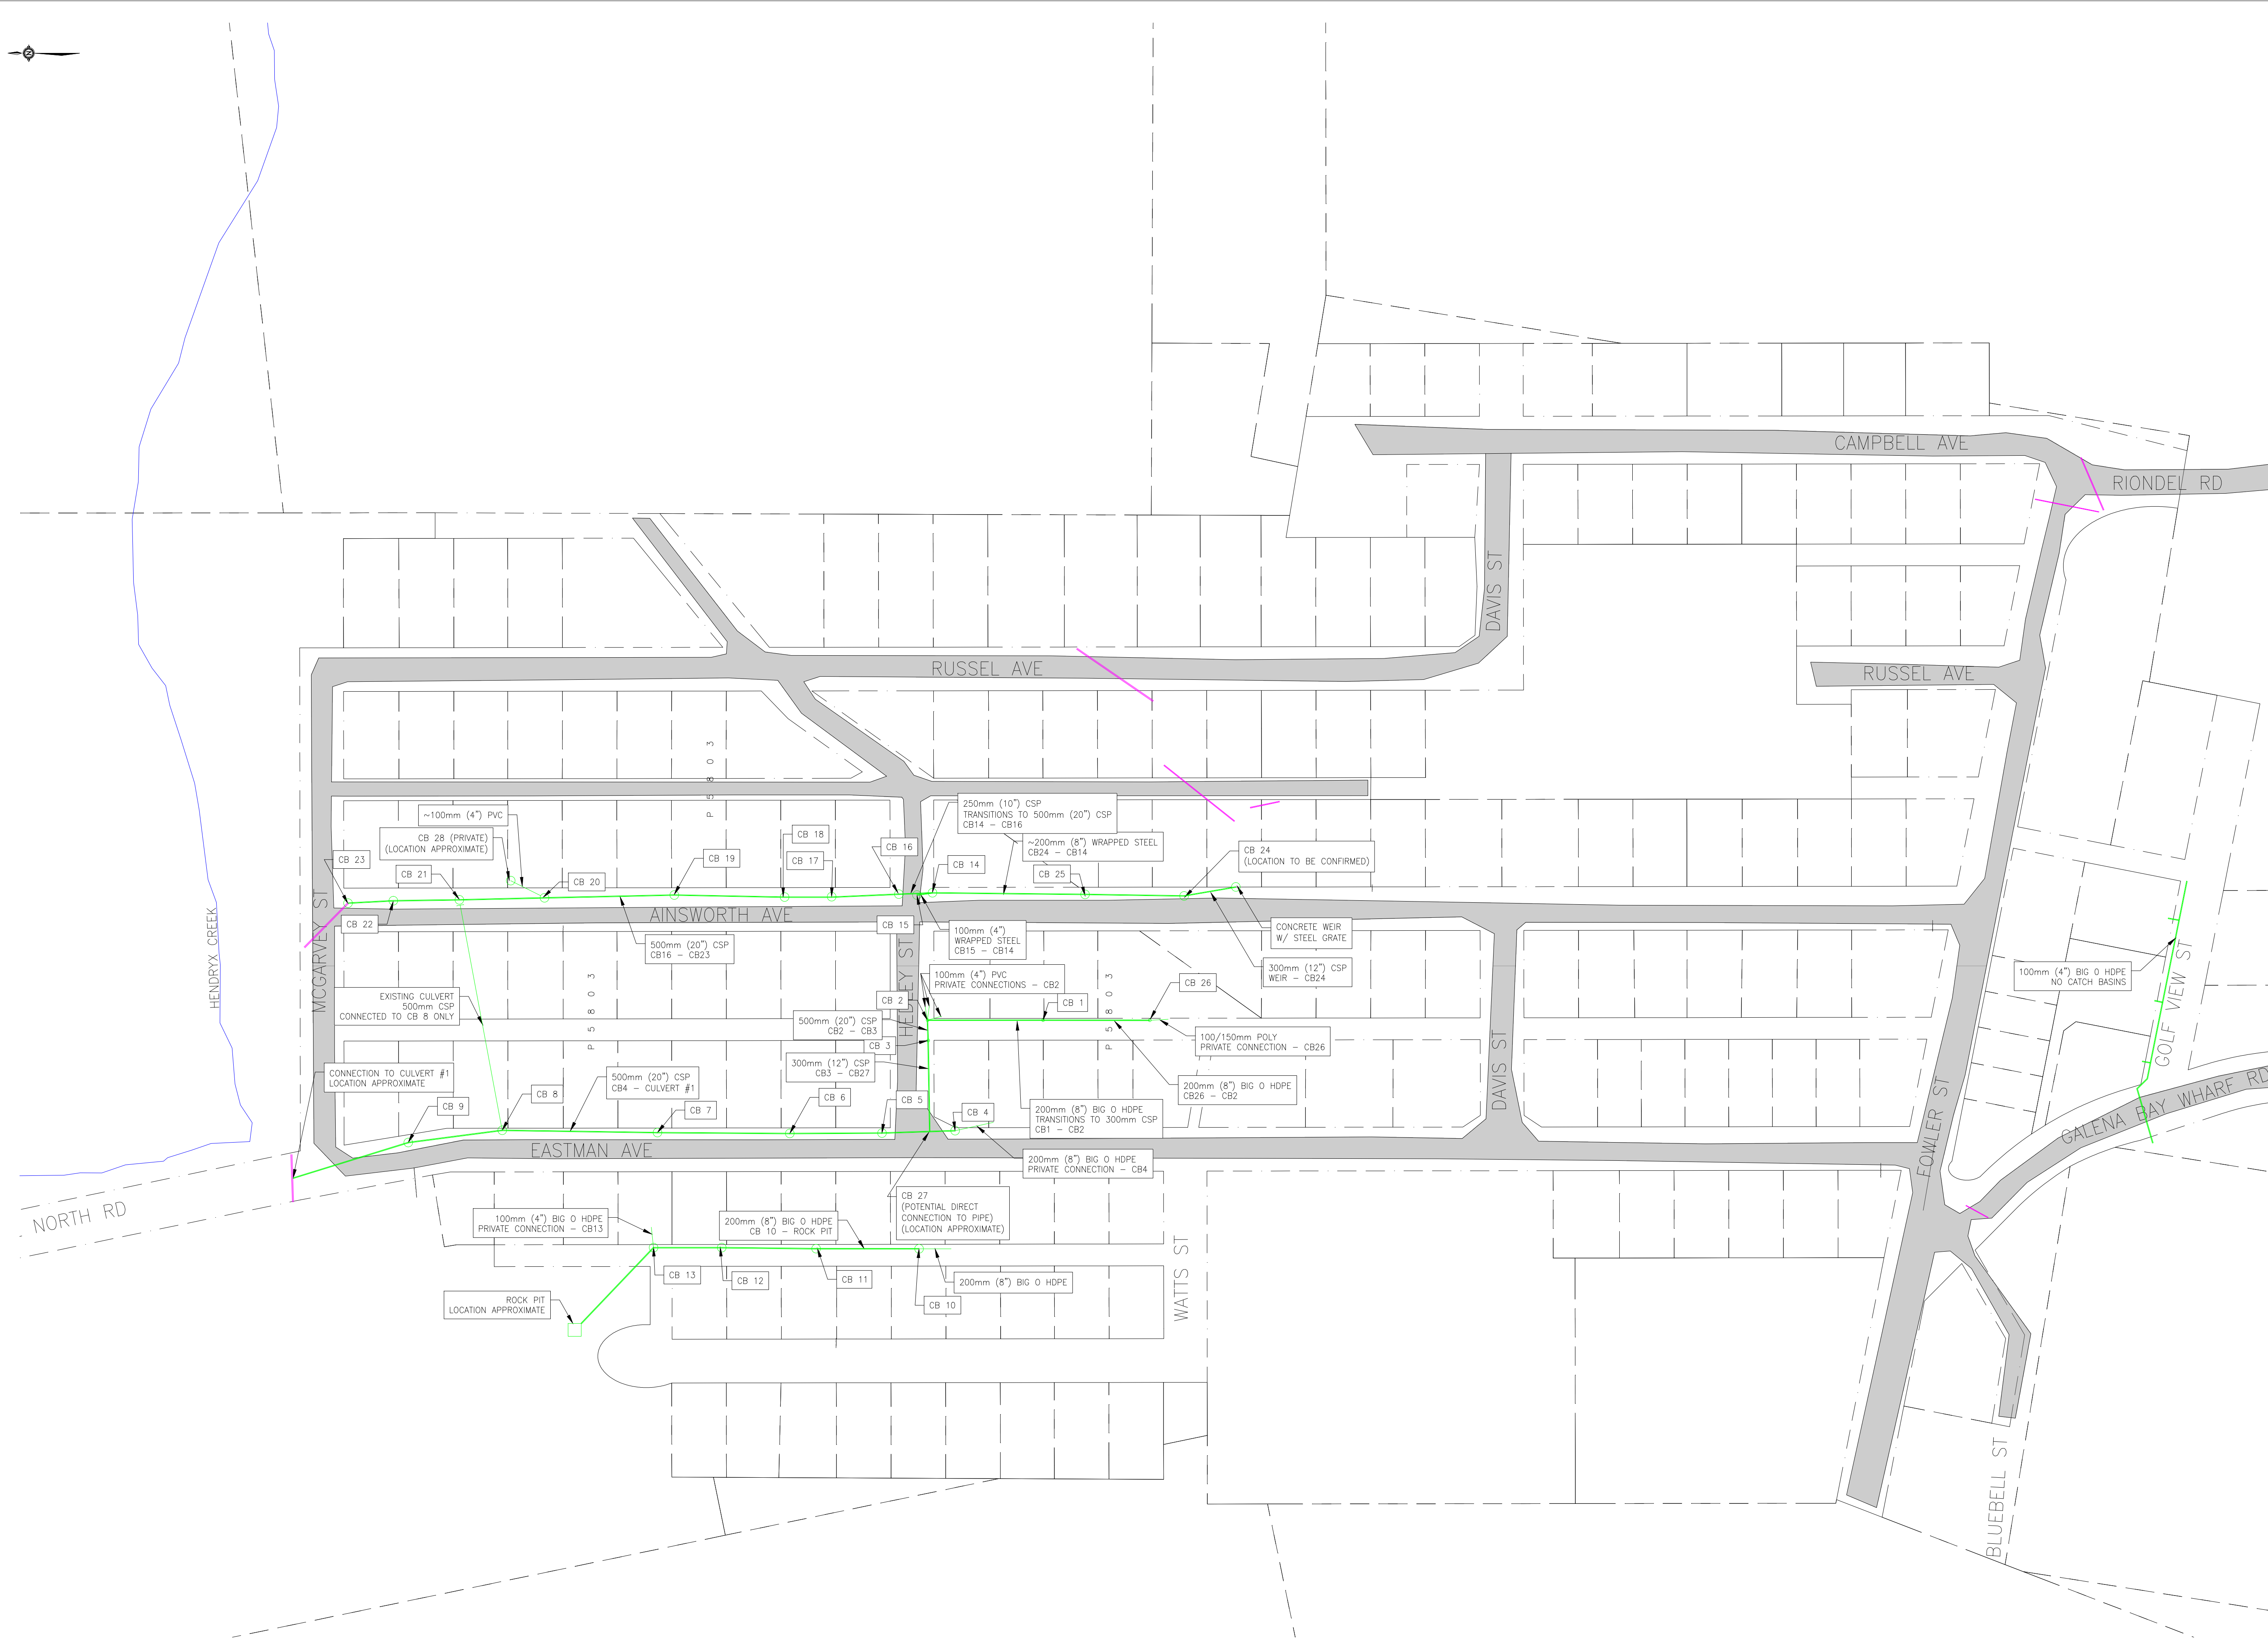 N
CAMPBELL AVE
RIONDEL RD
DAVIS ST
RUSSEL AVE
RUSSEL AVE
P 5 8 0 3
~100mm (4") PVC
CB 28 (PRIVATE)
(LOCATION APPROXIMATE)
CB 23
CB 21
CB 20
CB 19
CB 18
CB 17
CB 16
250mm (10") CSP
TRANSITIONS TO 500mm (20") CSP
CB14 - CB16
~200mm (8") WRAPPED STEEL
CB24 - CB14
CB 14
CB 25
CB 24
(LOCATION TO BE CONFIRMED)
MCGARVEY ST
HENDRYX CREEK
CB 22
AINSWORTH AVE
500mm (20") CSP
CB16 - CB23
CB 15
HEDLEY ST
100mm (4")
WRAPPED STEEL
CB15 - CB14
CONCRETE WEIR
W/ STEEL GRATE
300mm (12") CSP
WEIR - CB24
100mm (4") PVC
PRIVATE CONNECTIONS - CB2
P 5 8 0 3
P 5 8 0 3
CB 26
CB 1
CB 2
EXISTING CULVERT
500mm CSP
CONNECTED TO CB 8 ONLY
500mm (20") CSP
CB2 - CB3
CB 3
300mm (12") CSP
CB3 - CB27
100/150mm POLY
PRIVATE CONNECTION - CB26
200mm (8") BIG O HDPE
CB26 - CB2
200mm (8") BIG O HDPE
TRANSITIONS TO 300mm CSP
CB1 - CB2
CONNECTION TO CULVERT #1
LOCATION APPROXIMATE
CB 9
CB 8
500mm (20") CSP
CB4 - CULVERT #1
CB 7
CB 6
CB 5
CB 4
DAVIS ST
FOWLER ST
100mm (4") BIG O HDPE
NO CATCH BASINS
GOLF VIEW ST
GALENA BAY WHARF RD
EASTMAN AVE
200mm (8") BIG O HDPE
PRIVATE CONNECTION - CB4
NORTH RD
CB 27
(POTENTIAL DIRECT
CONNECTION TO PIPE)
(LOCATION APPROXIMATE)
100mm (4") BIG O HDPE
PRIVATE CONNECTION - CB13
200mm (8") BIG O HDPE
CB 10 - ROCK PIT
CB 13
CB 12
CB 11
CB 10
200mm (8") BIG O HDPE
WATTS ST
ROCK PIT
LOCATION APPROXIMATE
BLUEBELL ST